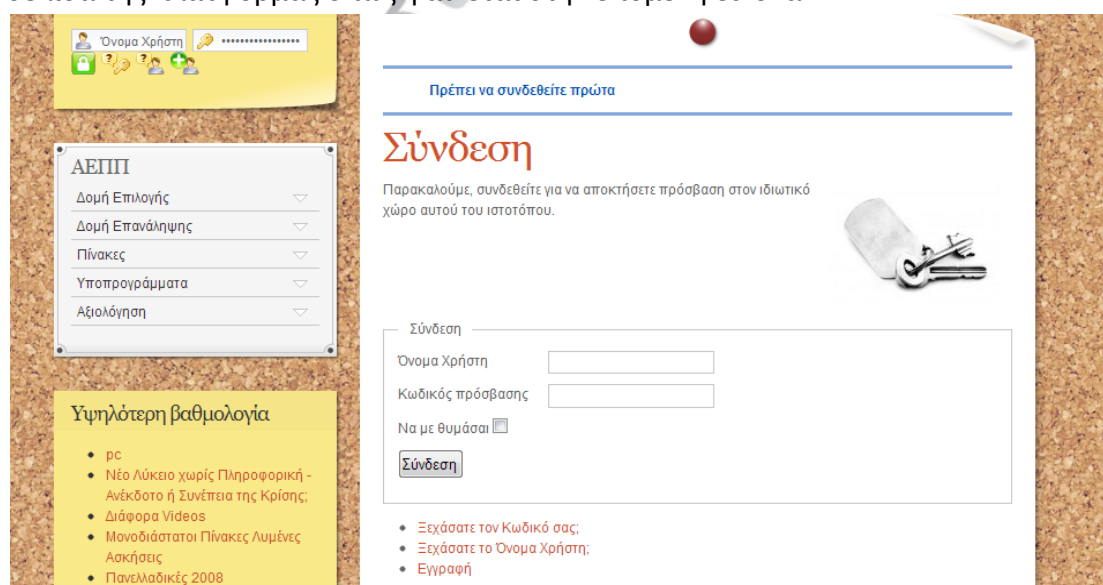 Όνομα Χρήστη
••••••••••••••••••
ΑΕΠΠ
Δομή Επιλογής
Δομή Επανάληψης
Πίνακες
Υποπρογράμματα
Αξιολόγηση
Υψηλότερη βαθμολογία
pc
Νέο Λύκειο χωρίς Πληροφορική -
Ανέκδοτο ή Συνέπεια της Κρίσης;
Διάφορα Videos
Μονοδιάστατοι Πίνακες Λυμένες
Ασκήσεις
Πανελλαδικές 2008
Πρέπει να συνδεθείτε πρώτα
Σύνδεση
Παρακαλούμε, συνδεθείτε για να αποκτήσετε πρόσβαση στον ιδιωτικό
χώρο αυτού του ιστοτόπου.
Σύνδεση
Όνομα Χρήστη
Κωδικός πρόσβασης
Να με θυμάσαι
Σύνδεση
Ξεχάσατε τον Κωδικό σας;
Ξεχάσατε το Όνομα Χρήστη;
Εγγραφή